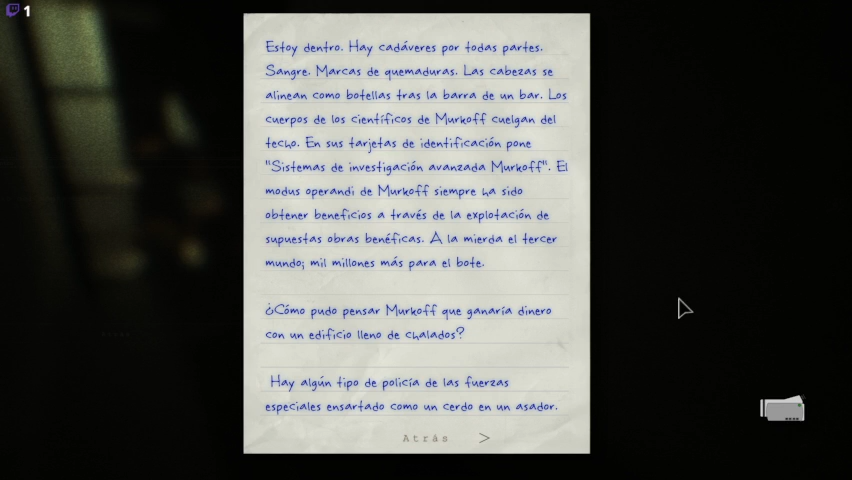 1
Estoy dentro. Hay cadáveres por todas partes.
Sangre. Marcas de quemaduras. Las cabezas se
alinean como botellas tras la barra de un bar. Los
cuerpos de los científicos de Murkoff cuelgan del
techo. En sus tarjetas de identificación pone
"Sistemas de investigación avanzada Murkoff". El
modus operandi de Murkoff siempre ha sido
obtener beneficios a través de la explotación de
supuestas obras benéficas. A la mierda el tercer
mundo; mil millones más para el bote.
¿Cómo pudo pensar Murkoff que ganaría dinero
con un edificio lleno de chalados?
Hay algún tipo de policía de las fuerzas
especiales ensartado como un cerdo en un asador.
Atrás >